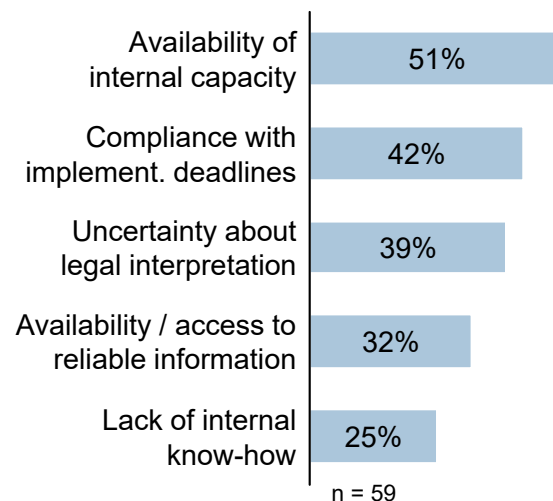 Availability of
internal capacity
51%
Compliance with
implement. deadlines
42%
Uncertainty about
legal interpretation
39%
Availability / access to
reliable information
32%
Lack of internal
know-how
25%
n = 59